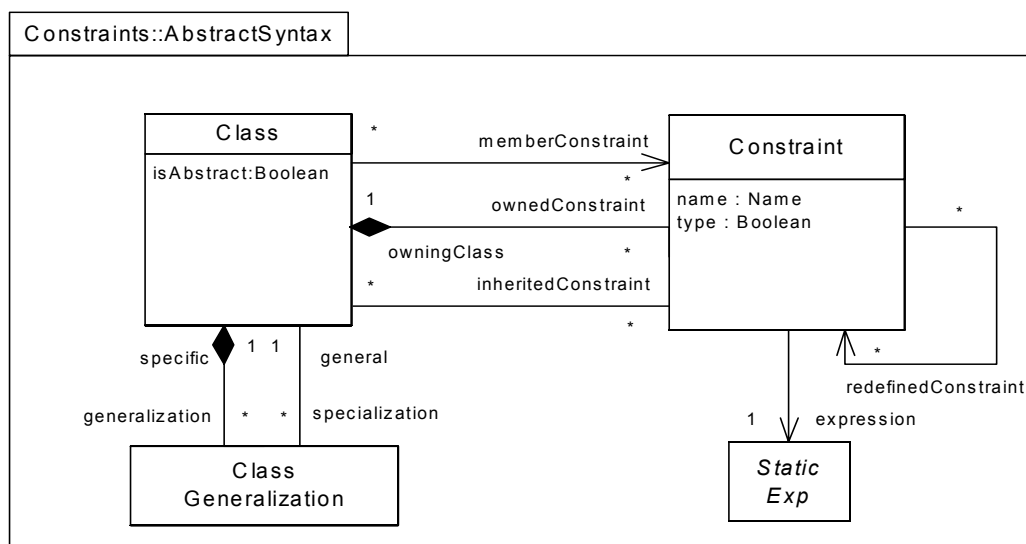 Constraints::AbstractSyntax
Class
isAbstract:Boolean
*
memberConstraint
*
Constraint
name : Name
type : Boolean
1
ownedConstraint
owningClass
*
*
inheritedConstraint
*
*
*
redefinedConstraint
specific
1
1
general
generalization
*
*
specialization
1
expression
Class
Generalization
Static
Exp